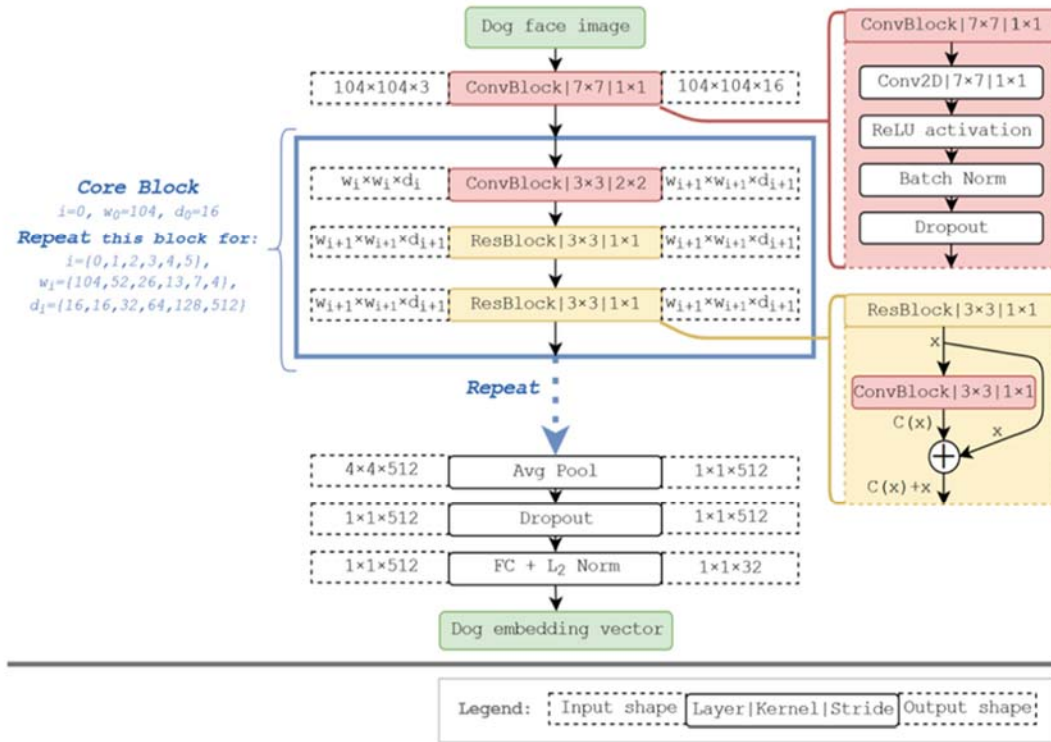 Dog face image
104×104×3 ConvBlock|7×7|1×1 104×104×16
Core Block
i=0, w₀=104, d₀=16
Repeat this block for:
i={0,1,2,3,4,5},
wᵢ={104,52,26,13,7,4},
dᵢ={16,16,32,64,128,512}
wᵢ×wᵢ×dᵢ ConvBlock|3×3|2×2 wᵢ₊₁×wᵢ₊₁×dᵢ₊₁
wᵢ₊₁×wᵢ₊₁×dᵢ₊₁ ResBlock|3×3|1×1 wᵢ₊₁×wᵢ₊₁×dᵢ₊₁
wᵢ₊₁×wᵢ₊₁×dᵢ₊₁ ResBlock|3×3|1×1 wᵢ₊₁×wᵢ₊₁×dᵢ₊₁
Repeat
4×4×512 Avg Pool 1×1×512
1×1×512 Dropout 1×1×512
1×1×512 FC + L₂ Norm 1×1×32
Dog embedding vector
ConvBlock|7×7|1×1
Conv2D|7×7|1×1
ReLU activation
Batch Norm
Dropout
ResBlock|3×3|1×1
x
ConvBlock|3×3|1×1
C(x)
x
+
C(x)+x
Legend: Input shape Layer|Kernel|Stride Output shape